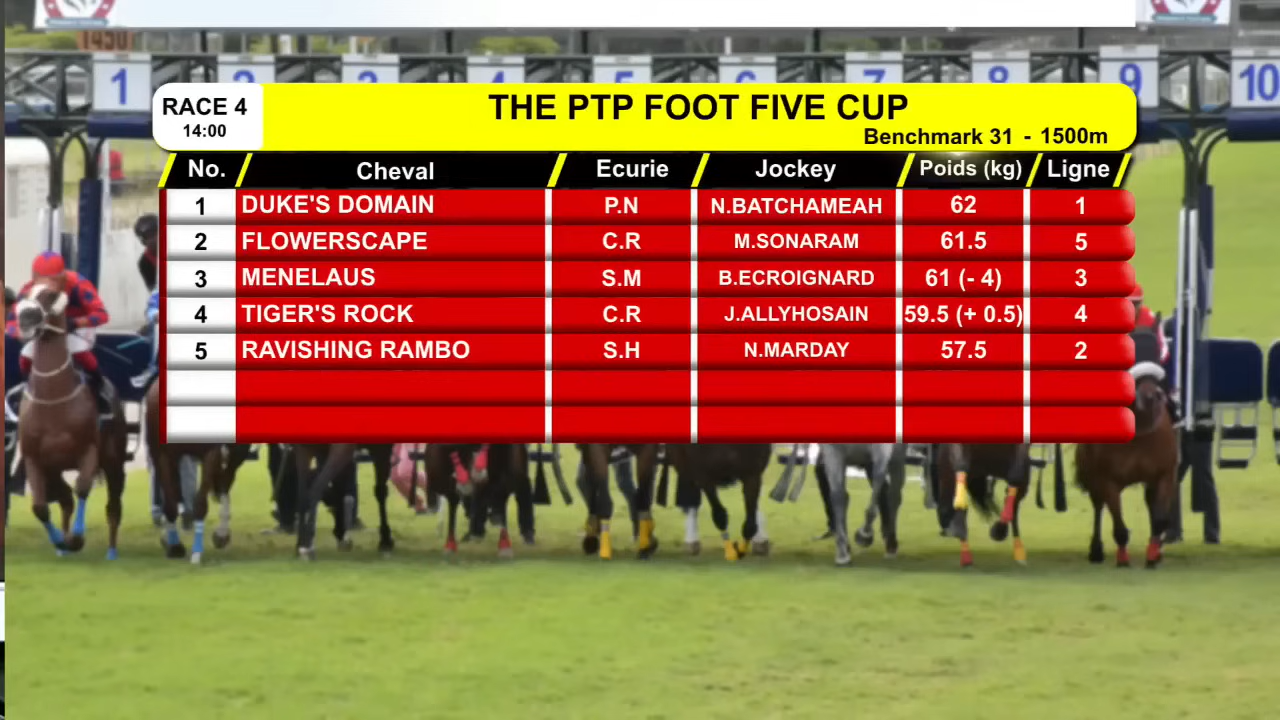 1450
1 2 3 4 5 6 7 8 9 10
RACE 4
14:00
THE PTP FOOT FIVE CUP
Benchmark 31 - 1500m
No. Cheval Ecurie Jockey Poids (kg) Ligne
1 DUKE'S DOMAIN P.N N.BATCHAMEAH 62 1
2 FLOWERSCAPE C.R M.SONARAM 61.5 5
3 MENELAUS S.M B.ECROIGNARD 61 (- 4) 3
4 TIGER'S ROCK C.R J.ALLYHOSAIN 59.5 (+ 0.5) 4
5 RAVISHING RAMBO S.H N.MARDAY 57.5 2